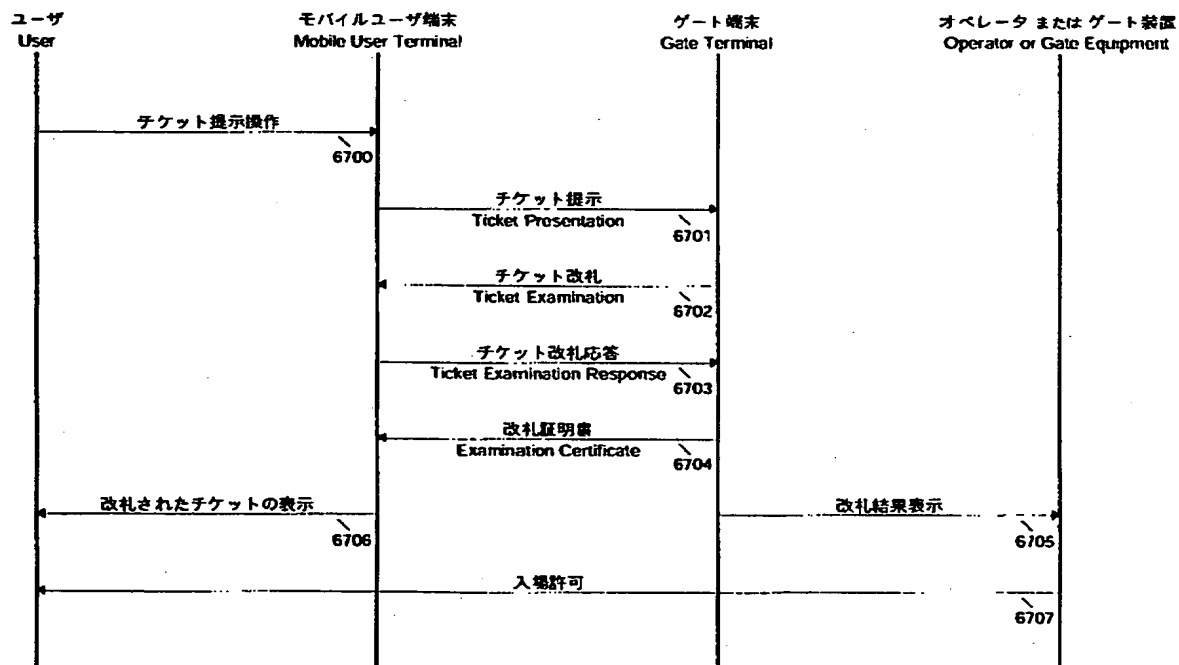 ユーザ
User
モバイルユーザ端末
Mobile User Terminal
ゲート端末
Gate Terminal
オペレータ または ゲート装置
Operator or Gate Equipment
チケット提示操作
6700
チケット提示
Ticket Presentation
6701
チケット改札
Ticket Examination
6702
チケット改札応答
Ticket Examination Response
6703
改札証明書
Examination Certificate
6704
改札されたチケットの表示
6706
改札結果表示
6705
入場許可
6707